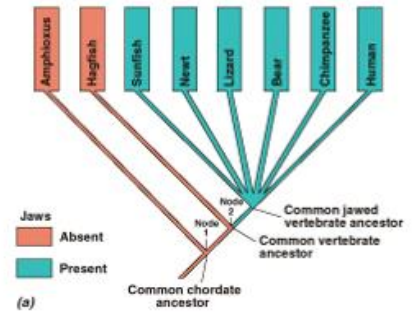 Amphioxus
Hagfish
Sunfish
Newt
Lizard
Bear
Chimpanzee
Human
Node
2
Node
1
Common jawed
vertebrate ancestor
Common vertebrate
ancestor
Common chordate
ancestor
Jaws
Absent
Present
(a)